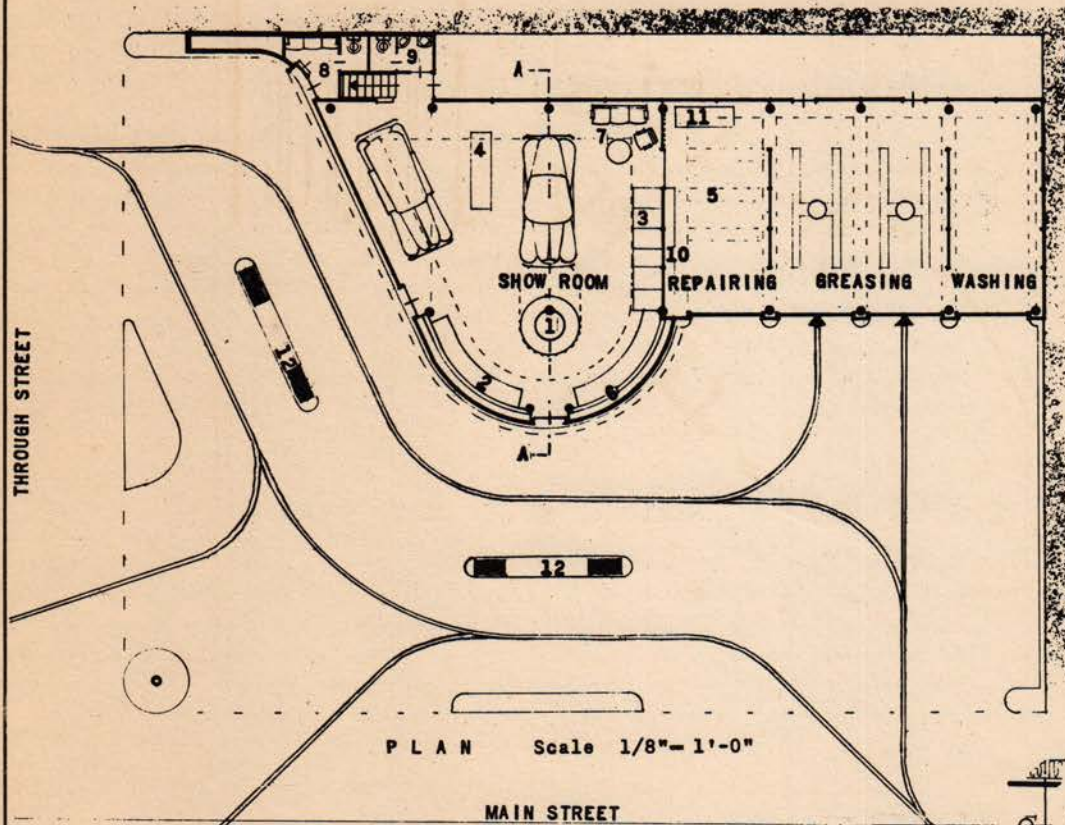 A
8
9
7
11
4
5
3
10
SHOW ROOM
REPAIRING
GREASING
WASHING
1
2
6
12
A
THROUGH STREET
12
PLAN Scale 1/8"= 1'-0"
MAIN STREET